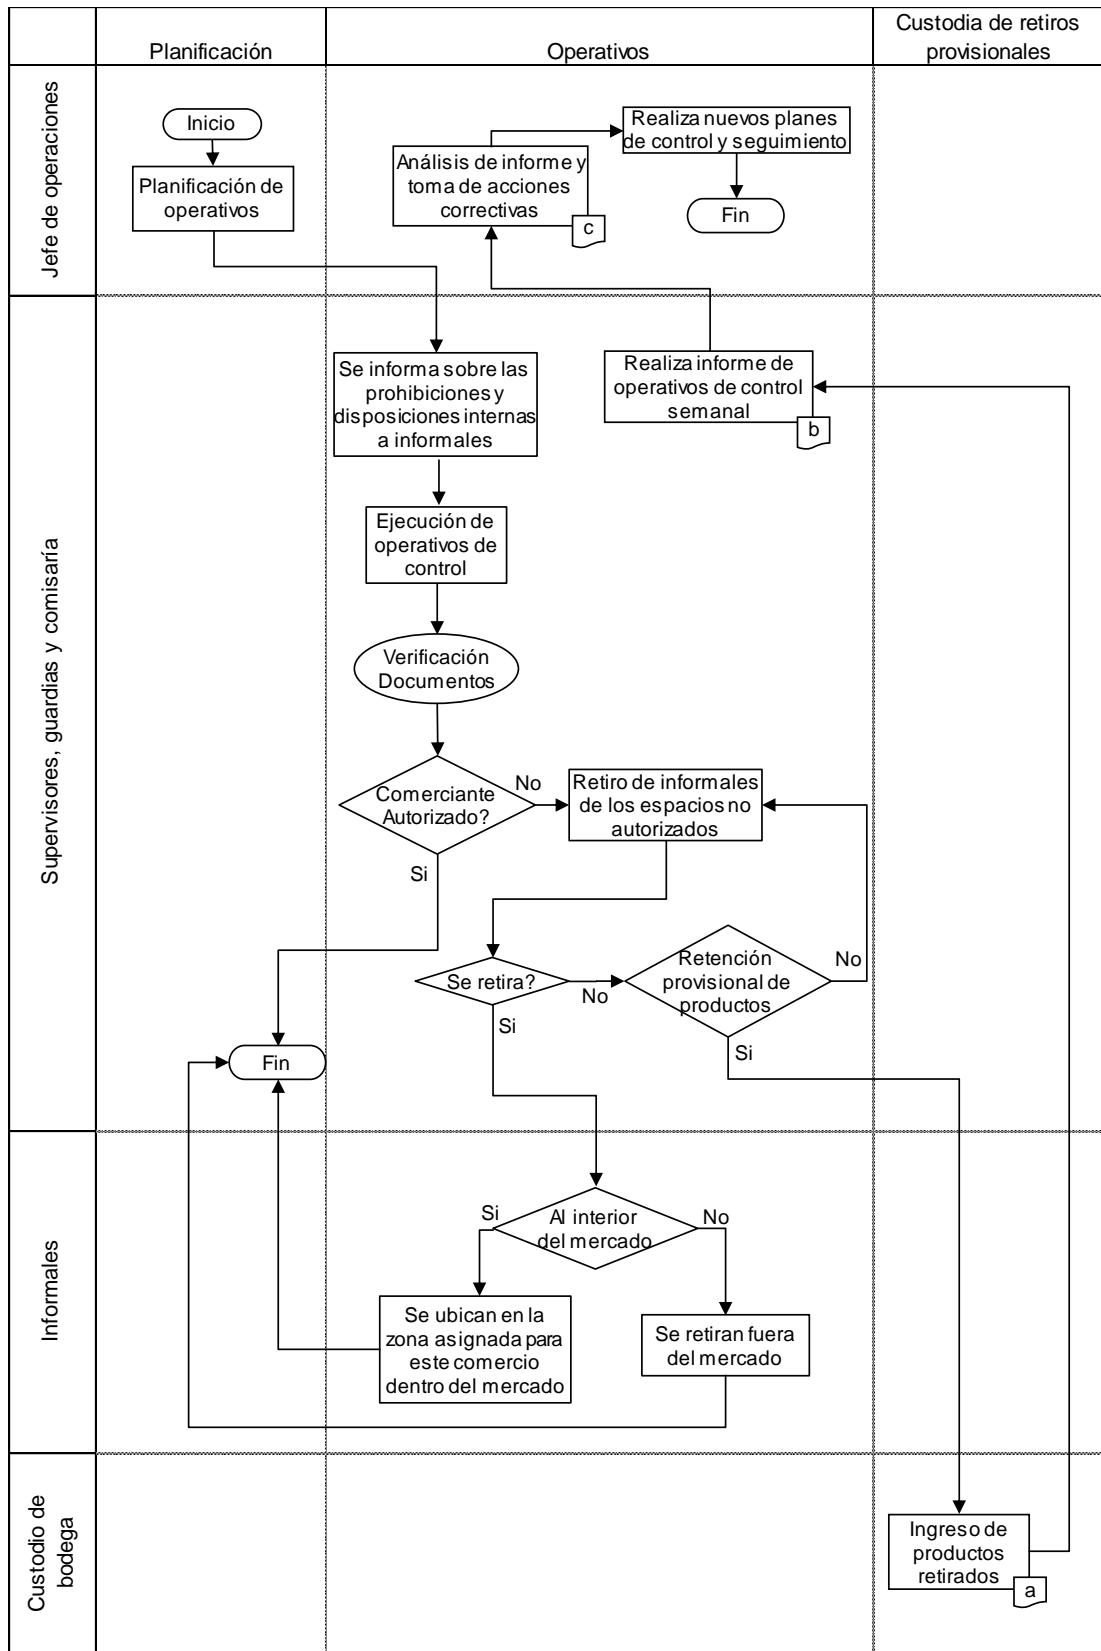 Planificación
Operativos
Custodia de retiros
provisionales
Jefe de operaciones
Inicio
Planificación de
operativos
Análisis de informe y
toma de acciones
correctivas
c
Realiza nuevos planes
de control y seguimiento
Fin
Supervisores, guardias y comisaría
Se informa sobre las
prohibiciones y
disposiciones internas
a informales
Realiza informe de
operativos de control
semanal
b
Ejecución de
operativos de
control
Verificación
Documentos
Comerciante
Autorizado?
No
Si
Retiro de informales
de los espacios no
autorizados
Se retira?
No
Si
Retención
provisional de
productos
No
Si
Fin
Informales
Al interior
del mercado
Si
No
Se ubican en la
zona asignada para
este comercio
dentro del mercado
Se retiran fuera
del mercado
Custodio de
bodega
Ingreso de
productos
retirados
a